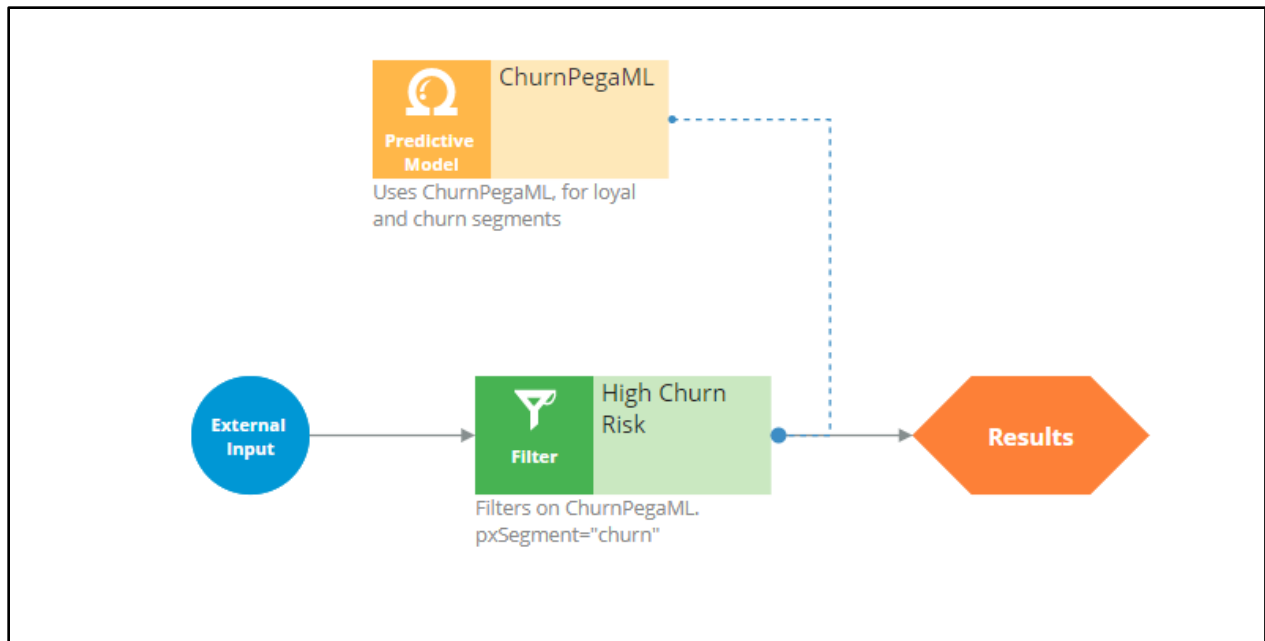 ChurnPegaML
Predictive
Model
Uses ChurnPegaML, for loyal
and churn segments
External
Input
High Churn
Risk
Filter
Filters on ChurnPegaML.
pxSegment="churn"
Results